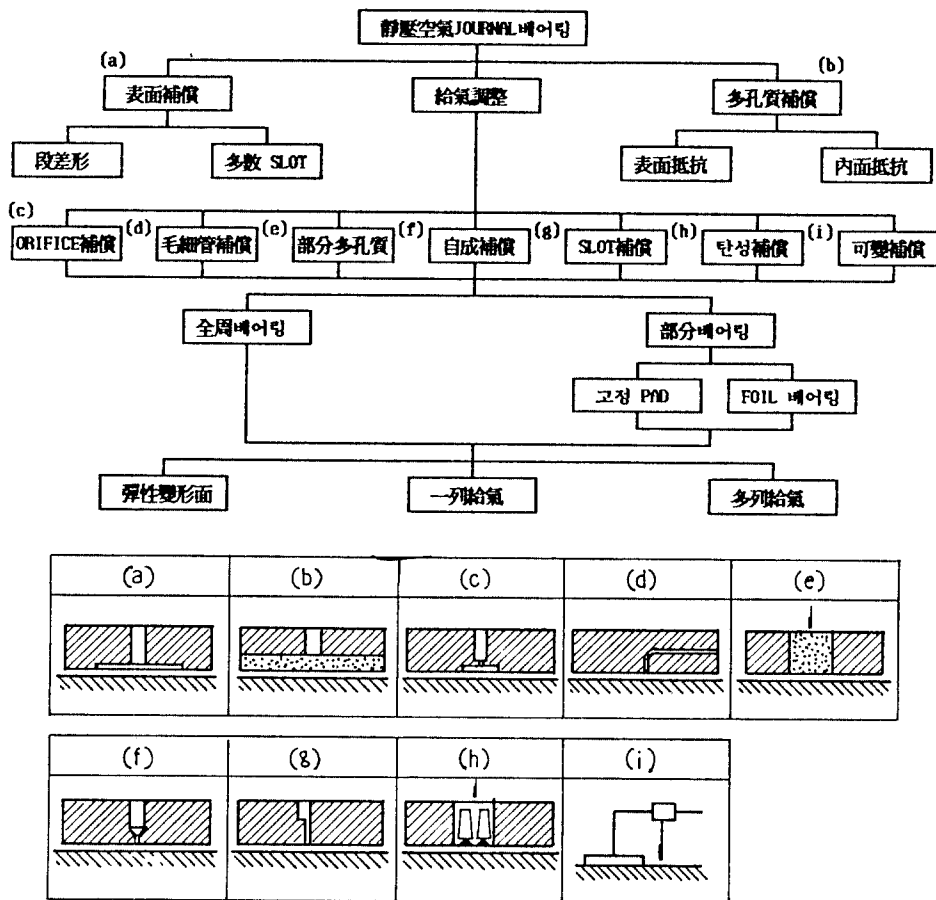 靜壓空氣JOURNAL베어링
(a)
(b)
表面補償
給氣調整
多孔質補償
段差形
多數 SLOT
表面抵抗
內面抵抗
(c)
(d)
(e)
(f)
(g)
(h)
(i)
ORIFICE補償
毛細管補償
部分多孔質
自成補償
SLOT補償
탄성補償
可變補償
全周베어링
部分베어링
고정 PAD
FOIL 베어링
彈性變形面
一列給氣
多列給氣
(a)
(b)
(c)
(d)
(e)
(f)
(g)
(h)
(i)